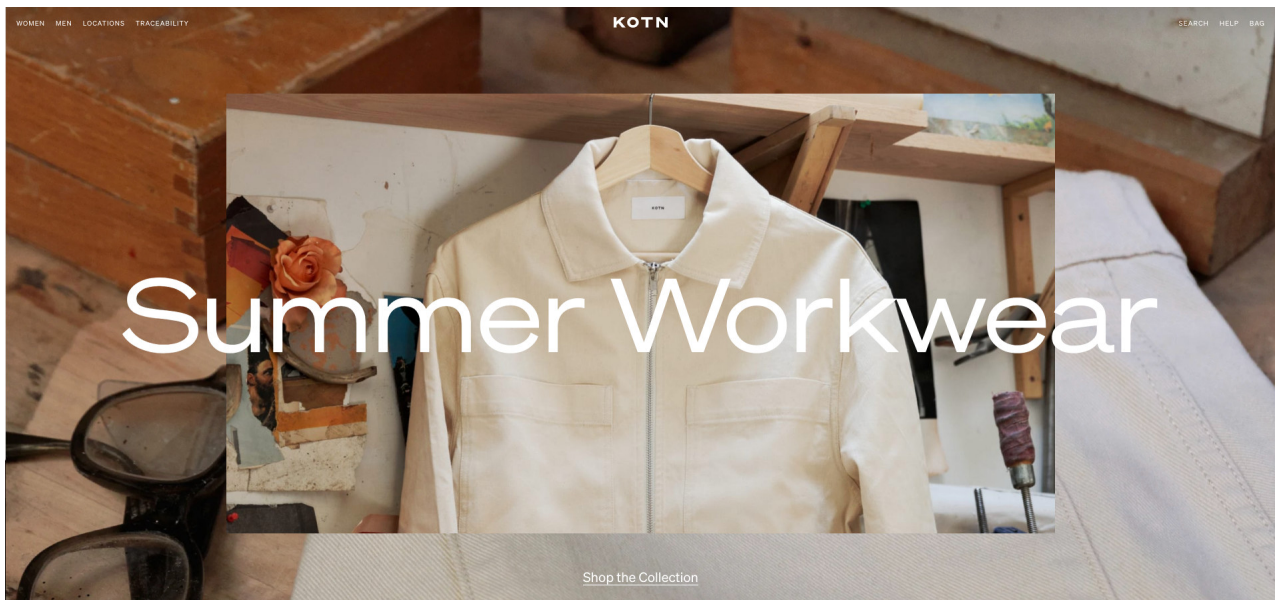 WOMEN MEN LOCATIONS TRACEABILITY KOTN SEARCH HELP BAG
KOTN
Summer Workwear
Shop the Collection